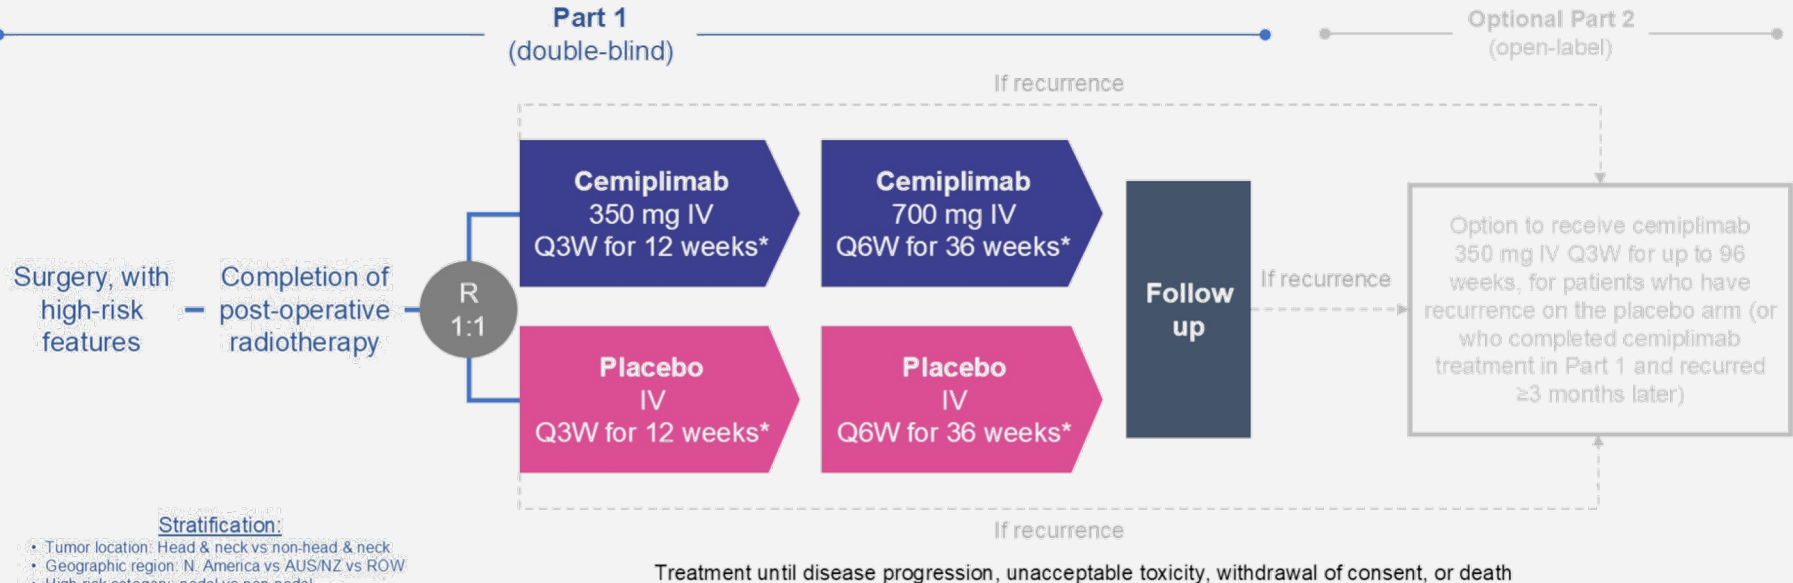 Part 1
(double-blind)
Optional Part 2
(open-label)
If recurrence
Cemiplimab
350 mg IV
Q3W for 12 weeks*
Cemiplimab
700 mg IV
Q6W for 36 weeks*
Surgery, with
high-risk
features
Completion of
post-operative
radiotherapy
R
1:1
Placebo
IV
Q3W for 12 weeks*
Placebo
IV
Q6W for 36 weeks*
Follow
up
If recurrence
Option to receive cemiplimab
350 mg IV Q3W for up to 96
weeks, for patients who have
recurrence on the placebo arm (or
who completed cemiplimab
treatment in Part 1 and recurred
≥3 months later)
If recurrence
Stratification:
• Tumor location: Head & neck vs non-head & neck
• Geographic region: N. America vs AUS/NZ vs ROW
Treatment until disease progression, unacceptable toxicity, withdrawal of consent, or death